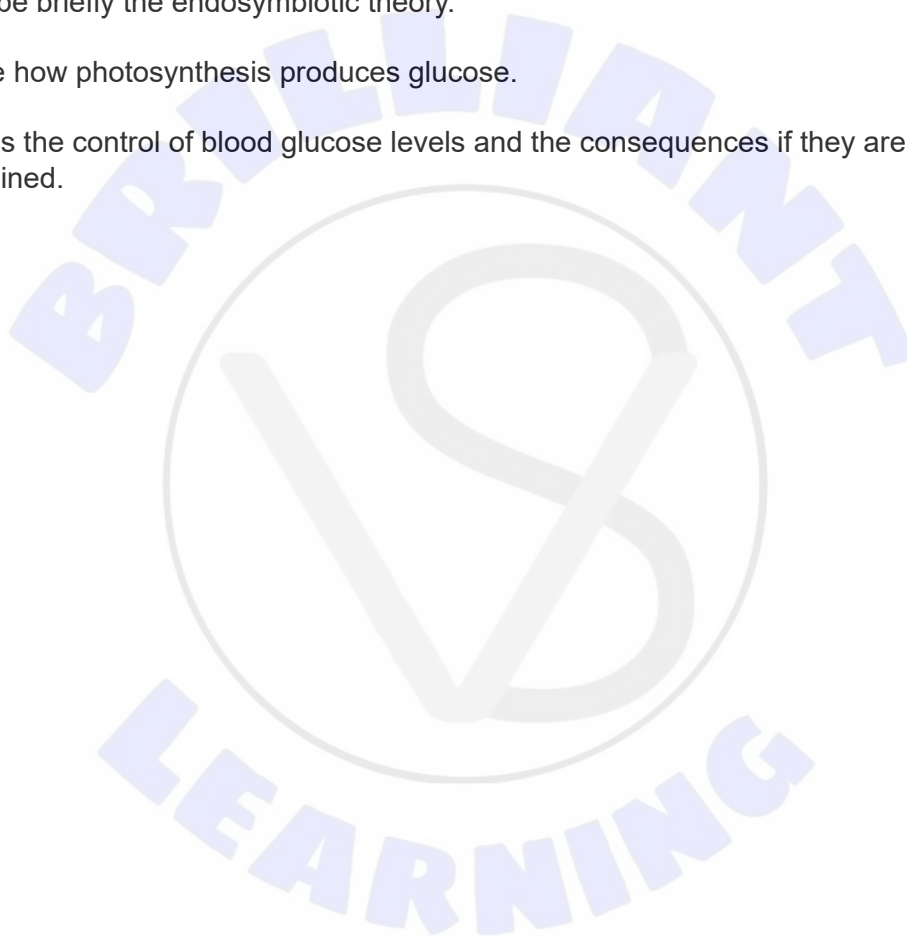 be briefly the endosymbiotic theory.
e how photosynthesis produces glucose.
s the control of blood glucose levels and the consequences if they are
ined.
BRILLIANT
VS
LEARNING